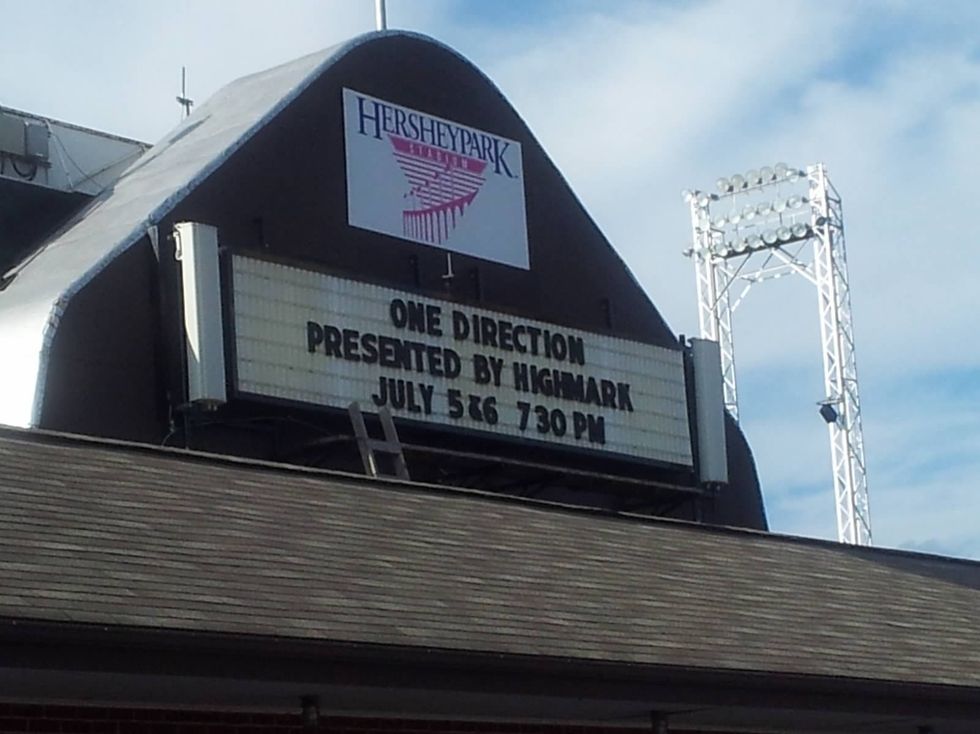 HERSHEYPARK
STADIUM
ONE DIRECTION
PRESENTED BY HIGHMARK
JULY 5&6 730 PM